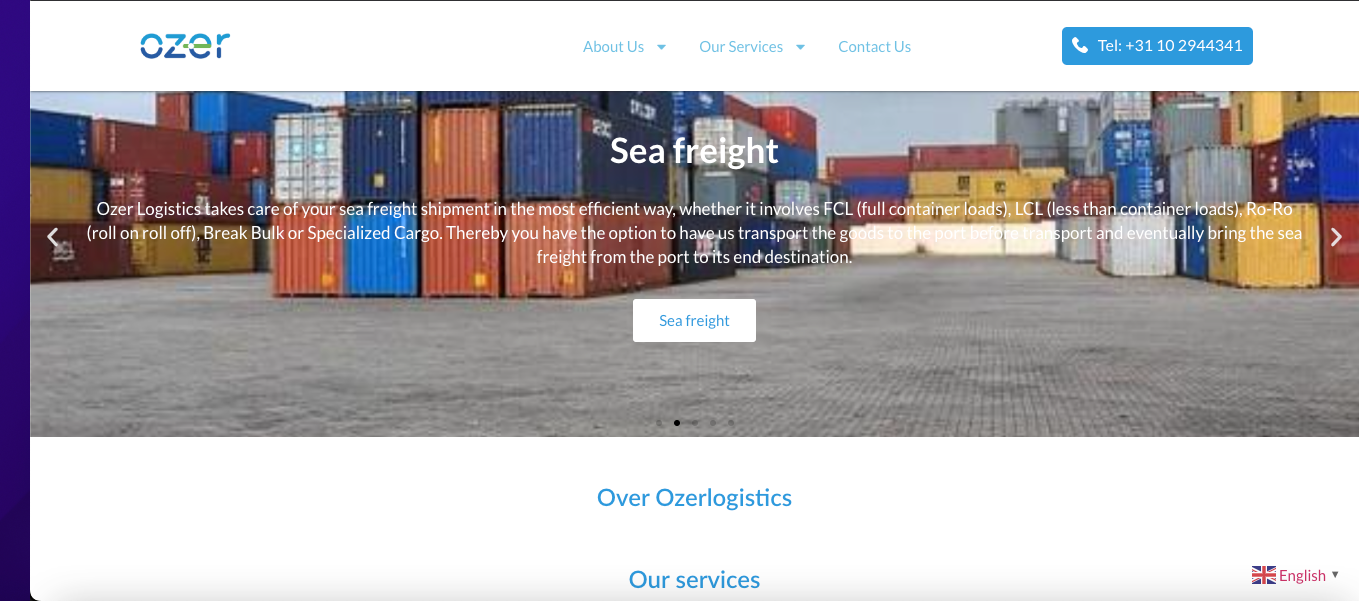 ozer
About Us
Our Services
Contact Us
Tel: +31 10 2944341
Sea freight
Ozer Logistics takes care of your sea freight shipment in the most efficient way, whether it involves FCL (full container loads), LCL (less than container loads), Ro-Ro
(roll on roll off), Break Bulk or Specialized Cargo. Thereby you have the option to have us transport the goods to the port before transport and eventually bring the sea
freight from the port to its end destination.
Sea freight
Over Ozerlogistics
Our services
English